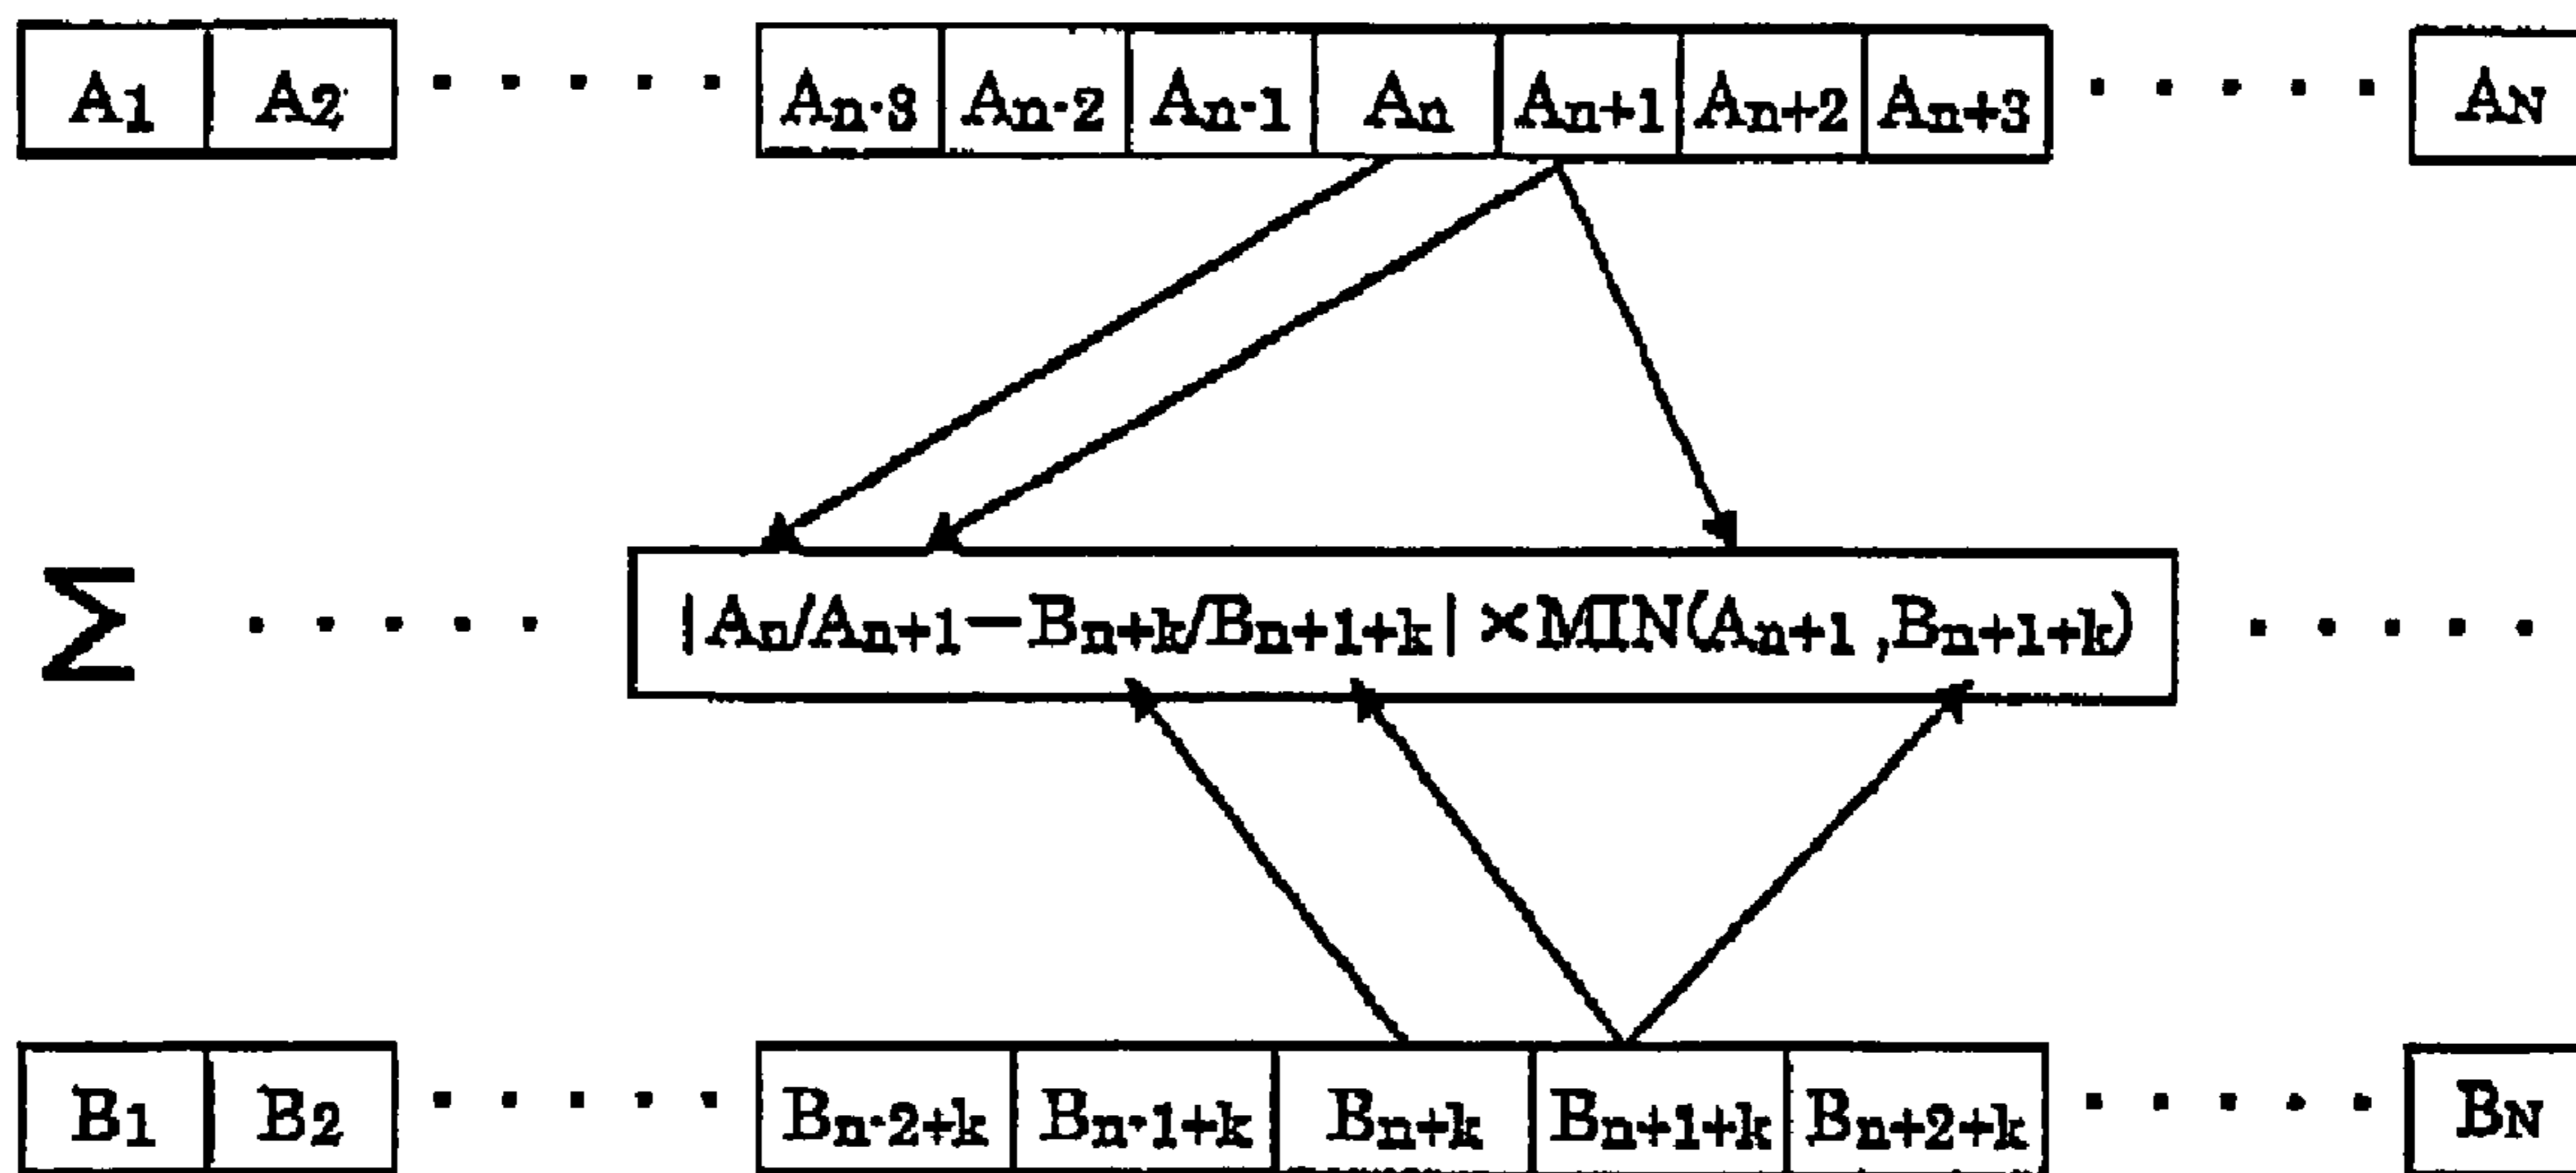 A1 A2 ····· An-3 An-2 An-1 An An+1 An+2 An+3 ····· AN
Σ ····· |An/An+1−Bn+k/Bn+1+k|×MIN(An+1,Bn+1+k) ·····
B1 B2 ····· Bn-2+k Bn-1+k Bn+k Bn+1+k Bn+2+k ····· BN